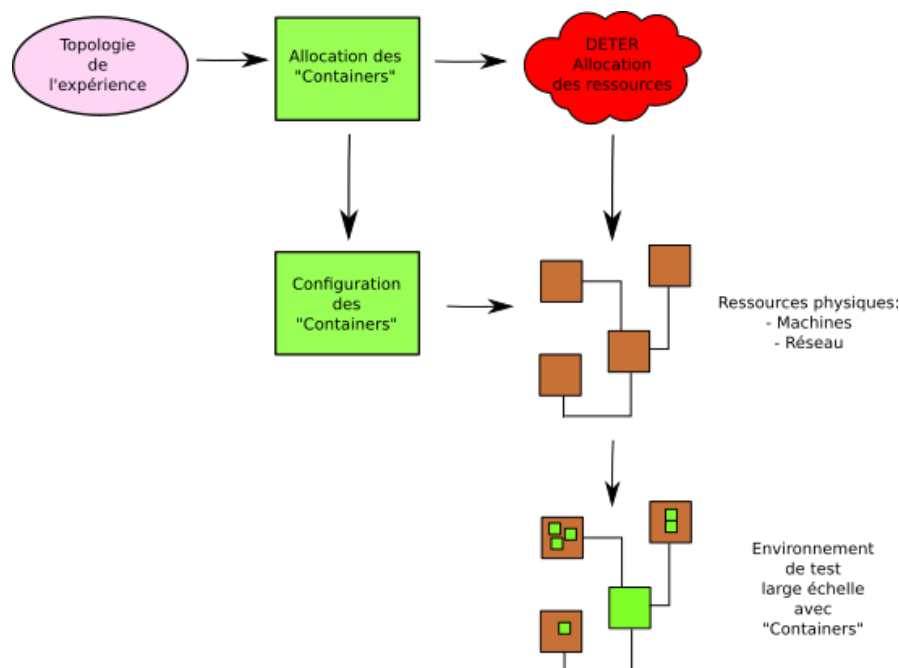 Topologie
de
l'expérience
Allocation des
"Containers"
DETER
Allocation
des ressources
Configuration
des
"Containers"
Ressources physiques:
- Machines
- Réseau
Environnement
de test
large échelle
avec
"Containers"